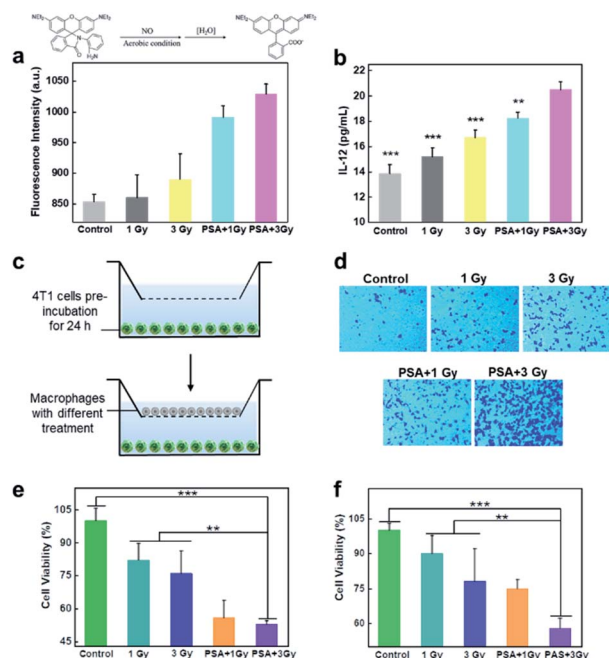 NEt₂ O NEt₂
N
O H₂N
NO
Aerobic condition
[H₂O]
NEt₂ O NEt₂
COO⁻
a
Fluorescence Intensity (a.u.)
1050
1000
950
900
850
Control 1 Gy 3 Gy PSA+1Gy PSA+3Gy
b
IL-12 (pg/mL)
22
20
18
16
14
12
10
*** *** *** **
Control 1 Gy 3 Gy PSA+1Gy PSA+3Gy
c
4T1 cells pre-
incubation
for 24 h
Macrophages
with different
treatment
d
Control 1 Gy 3 Gy
PSA+1 Gy PSA+3 Gy
e
Cell Viability (%)
105
90
75
60
45
***
**
Control 1 Gy 3 Gy PSA+1Gy PSA+3Gy
f
Cell Viability (%)
105
90
75
60
***
**
Control 1 Gy 3 Gy PSA+1Gy PAS+3Gy